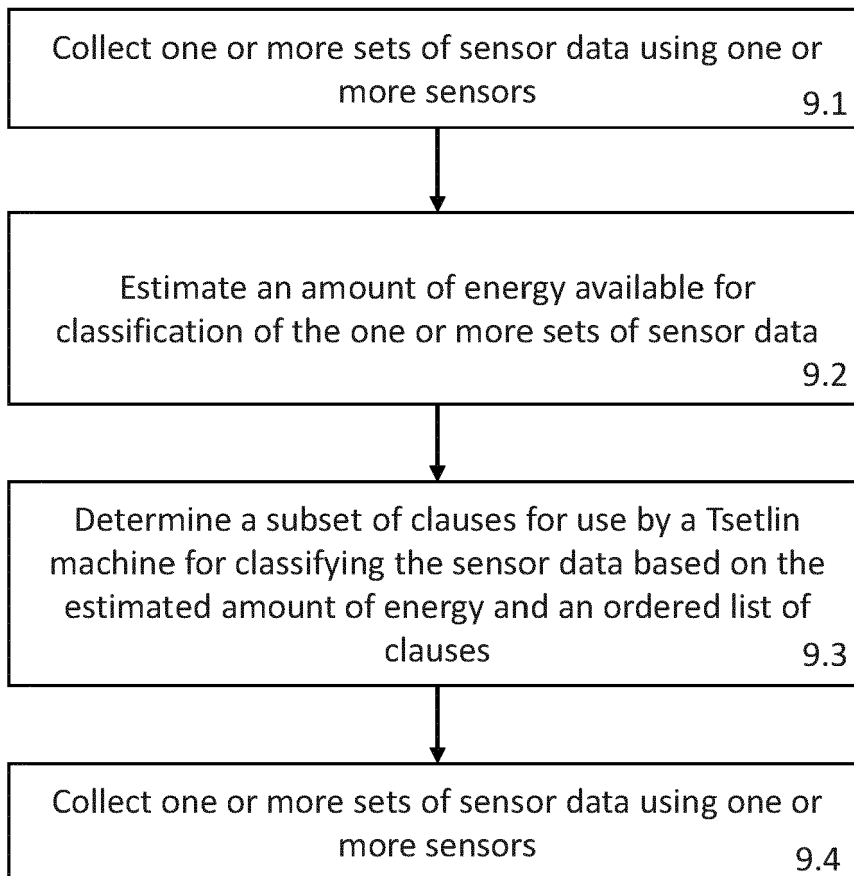 Collect one or more sets of sensor data using one or
more sensors
9.1
Estimate an amount of energy available for
classification of the one or more sets of sensor data
9.2
Determine a subset of clauses for use by a Tsetlin
machine for classifying the sensor data based on the
estimated amount of energy and an ordered list of
clauses
9.3
Collect one or more sets of sensor data using one or
more sensors
9.4